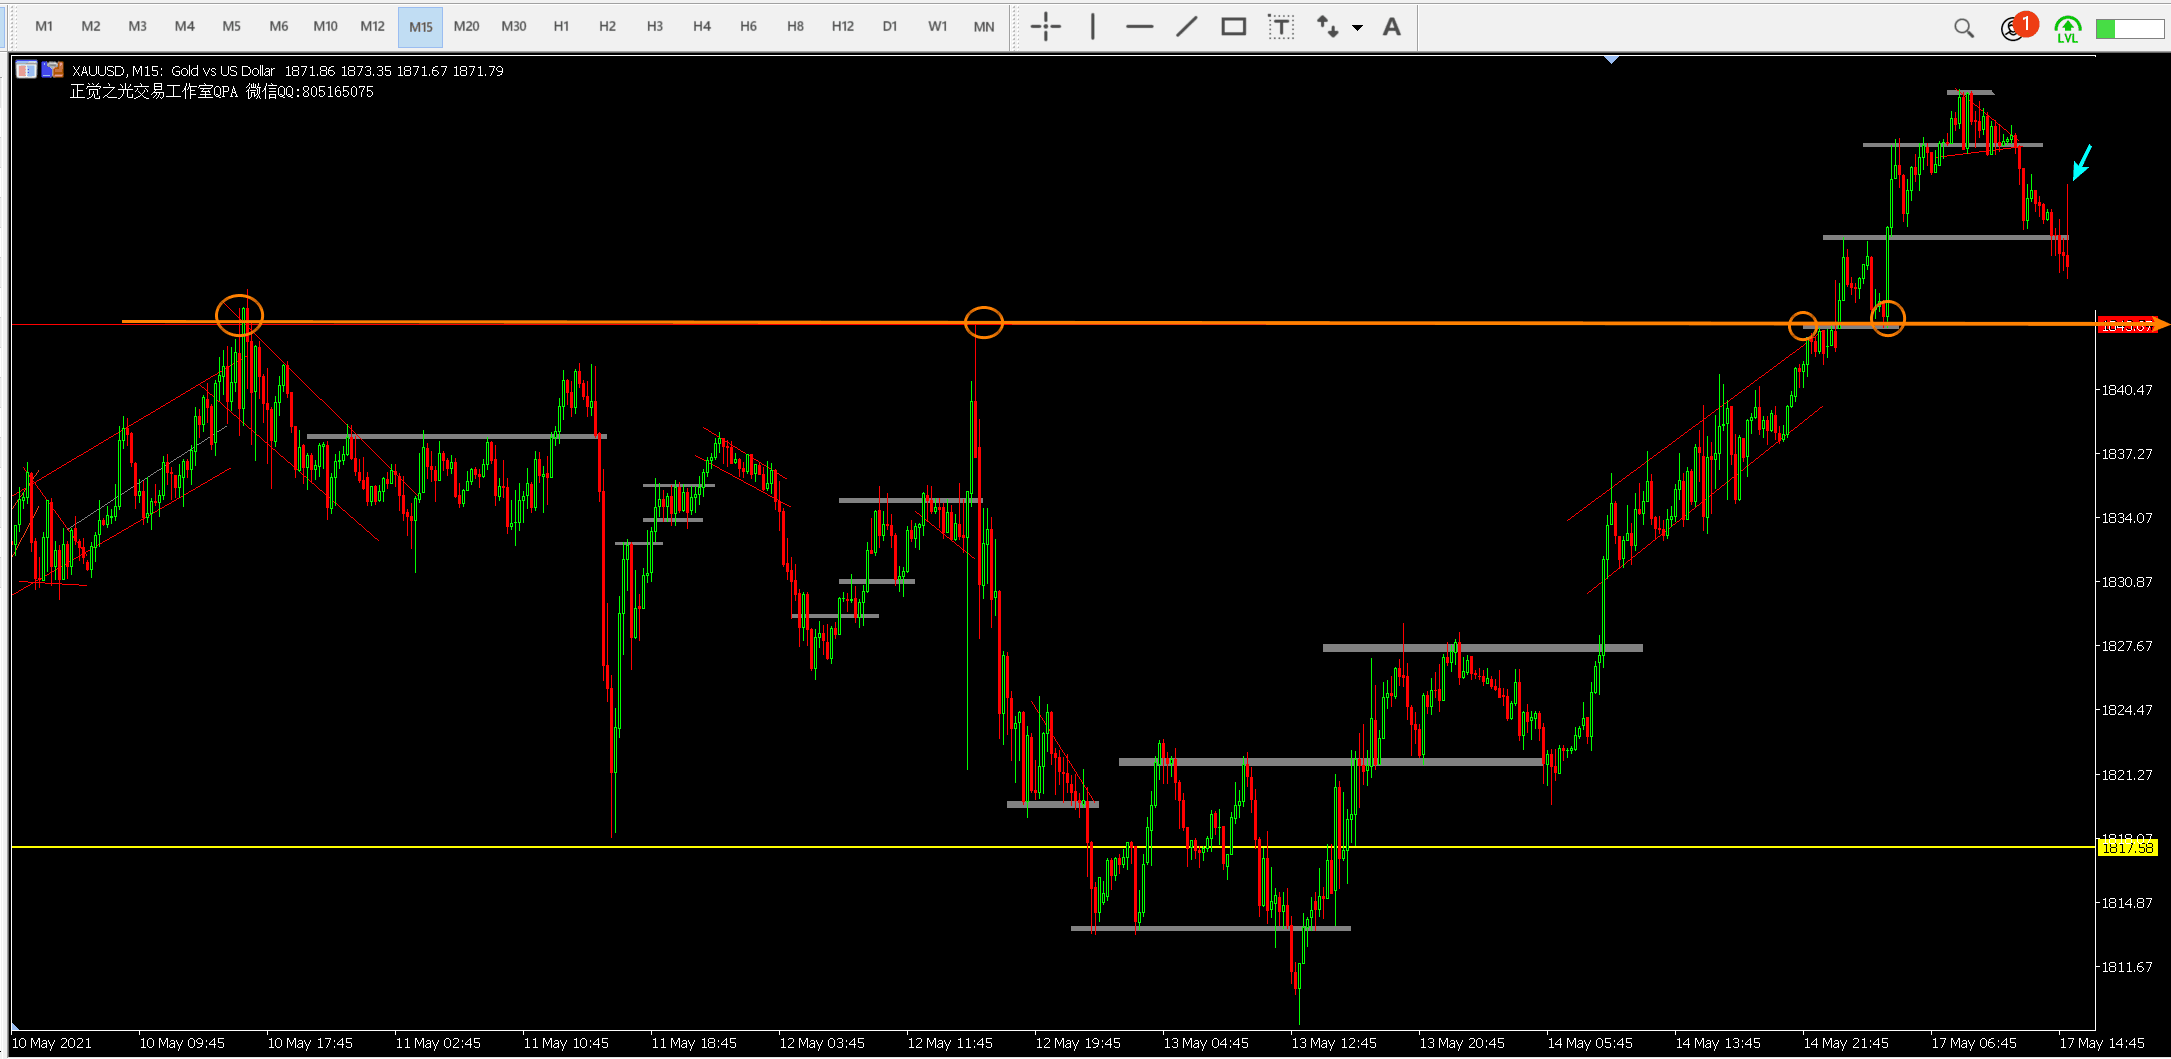 M1 M2 M3 M4 M5 M6 M10 M12 M15 M20 M30 H1 H2 H3 H4 H6 H8 H12 D1 W1 MN T A 1 LVL
XAUUSD, M15: Gold vs US Dollar 1871.86 1873.35 1871.67 1871.79
正觉之光交易工作室QPA 微信QQ:805165075
1840.47
1837.27
1834.07
1830.87
1827.67
1824.47
1821.27
1818.07
1817.58
1814.87
1811.67
10 May 2021 10 May 09:45 10 May 17:45 11 May 02:45 11 May 10:45 11 May 18:45 12 May 03:45 12 May 11:45 12 May 19:45 13 May 04:45 13 May 12:45 13 May 20:45 14 May 05:45 14 May 13:45 14 May 21:45 17 May 06:45 17 May 14:45